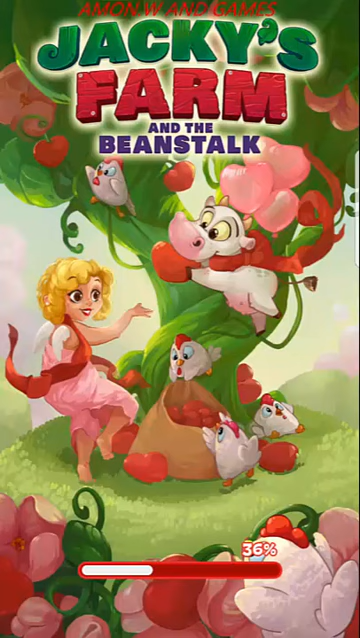 AMON W AND GAMES
JACKY'S
FARM
AND THE
BEANSTALK
36%